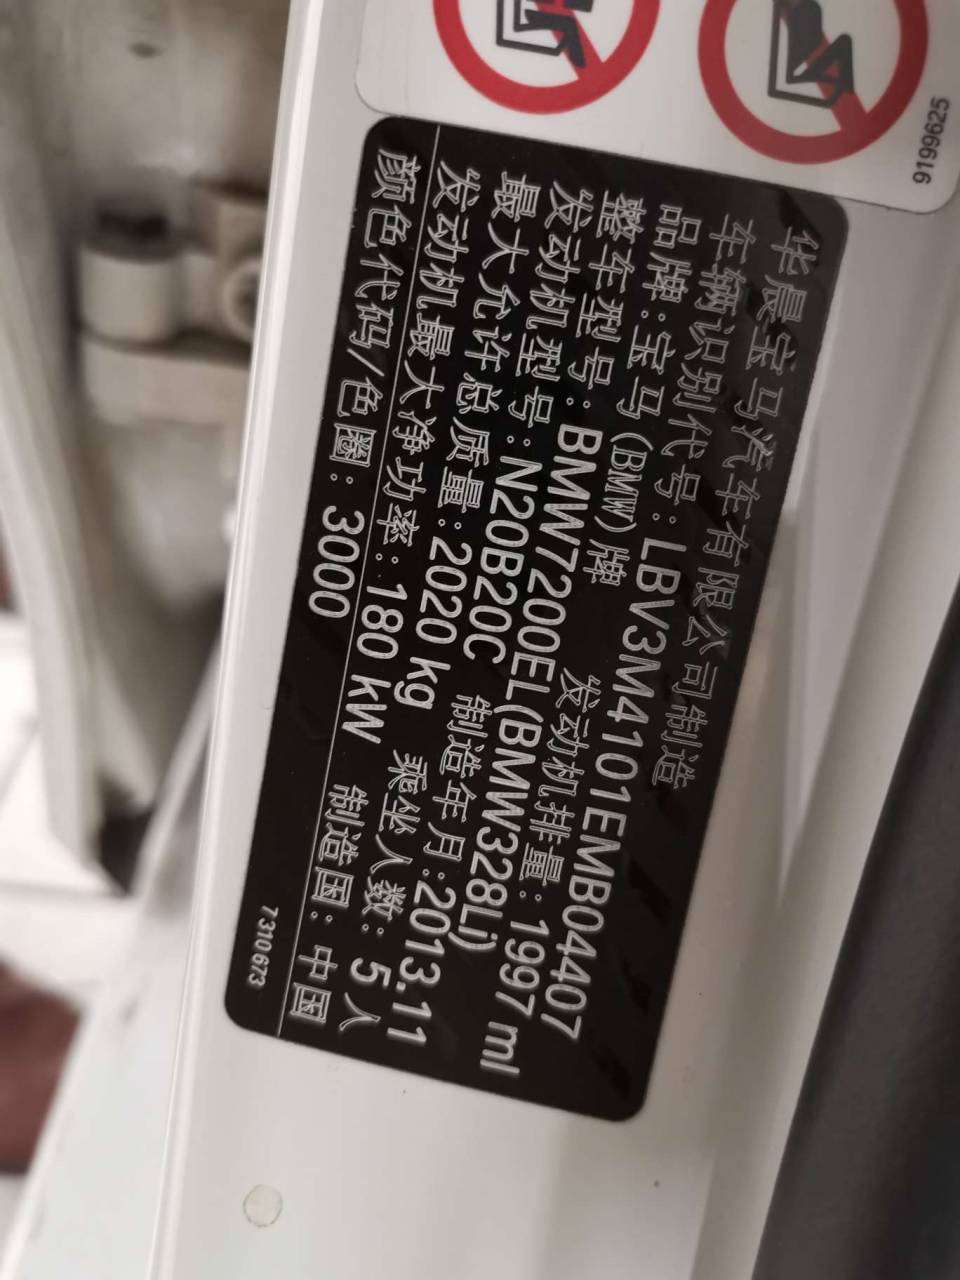 9199625
华晨宝马汽车有限公司制造
车辆识别代号:LBV3M4101EMB04407
品牌:宝马(BMW)牌
整车型号:BMW7200EL(BMW328Li)
发动机型号:N20B20C 发动机排量:1997 ml
最大允许总质量:2020 kg 制造年月:2013.11
发动机最大净功率:180 kW 乘坐人数:5人
颜色代码/色圈:3000 制造国:中国
7310673